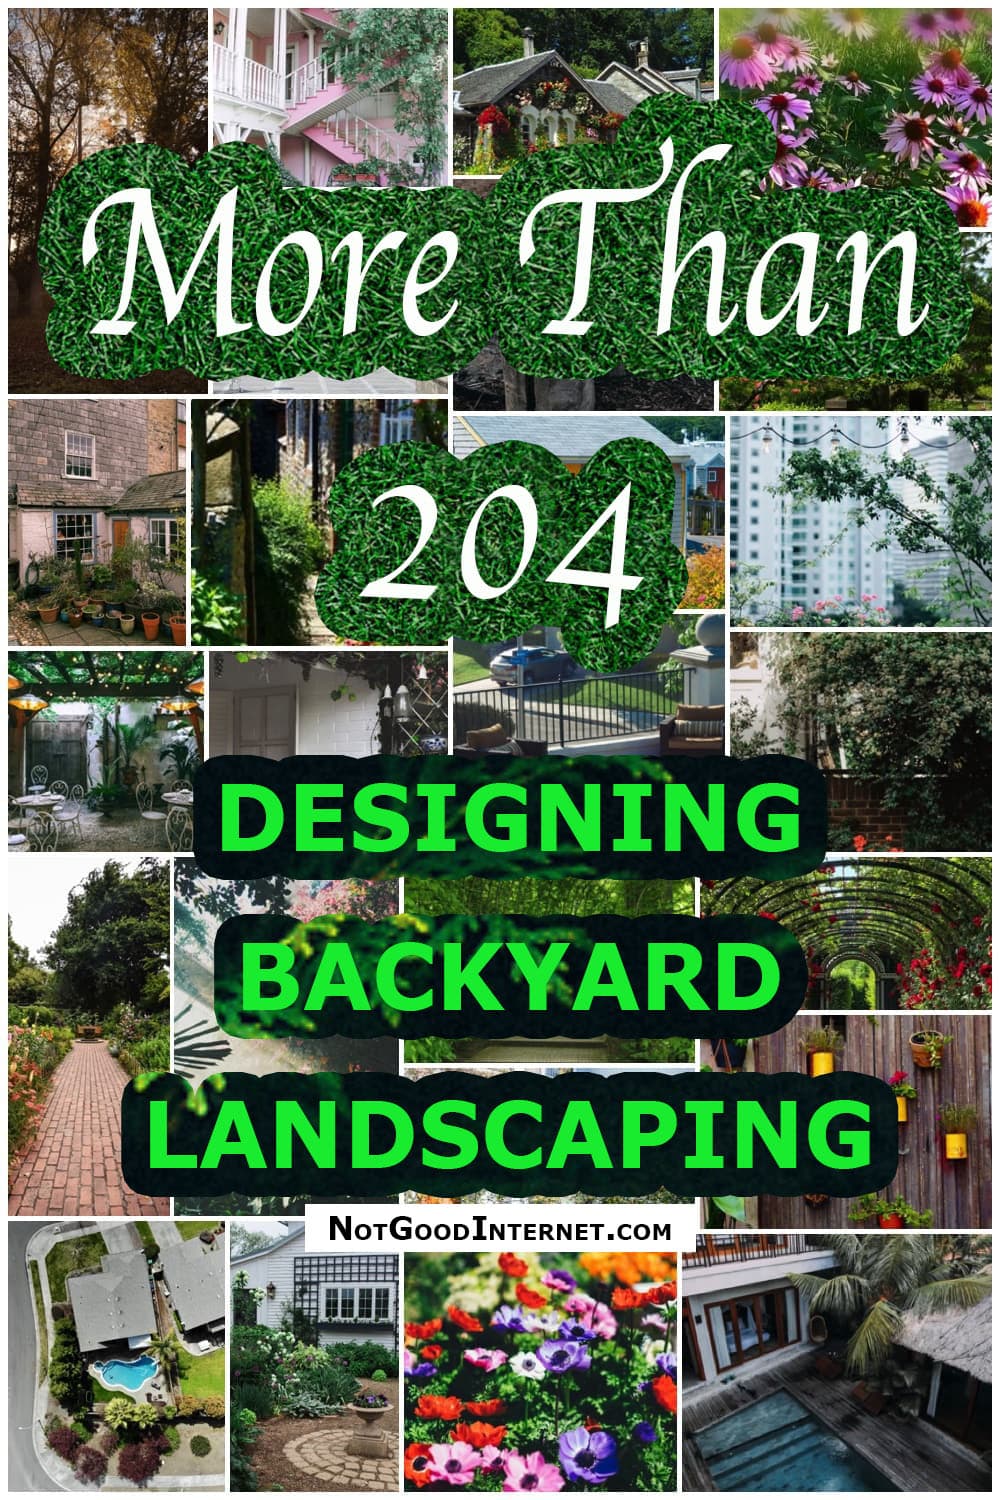 More Than
204
DESIGNING
BACKYARD
LANDSCAPING
NotGoodInternet.com